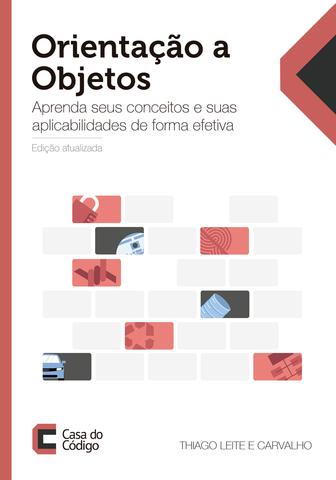 Orientação a
Objetos
Aprenda seus conceitos e suas
aplicabilidades de forma efetiva
Edição atualizada
Casa do
Código
THIAGO LEITE E CARVALHO